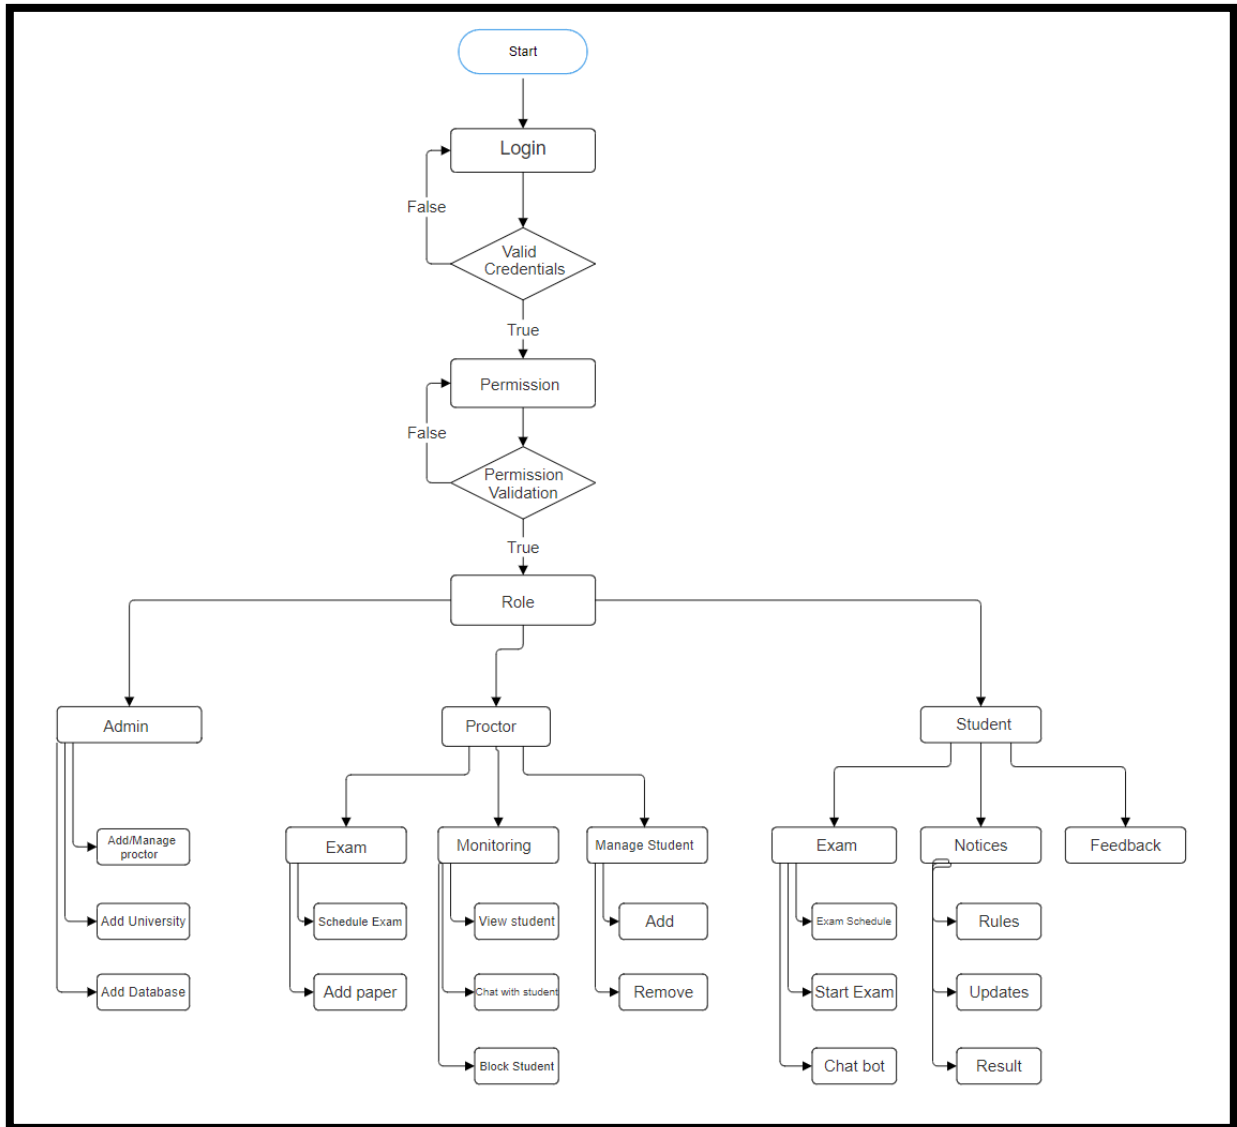 Start
Login
False
Valid
Credentials
True
Permission
False
Permission
Validation
True
Role
Admin
Proctor
Student
Add/Manage
proctor
Exam
Monitoring
Manage Student
Exam
Notices
Feedback
Add University
Schedule Exam
View student
Add
Exam Schedule
Rules
Add Database
Add paper
Chat with student
Remove
Start Exam
Updates
Block Student
Chat bot
Result